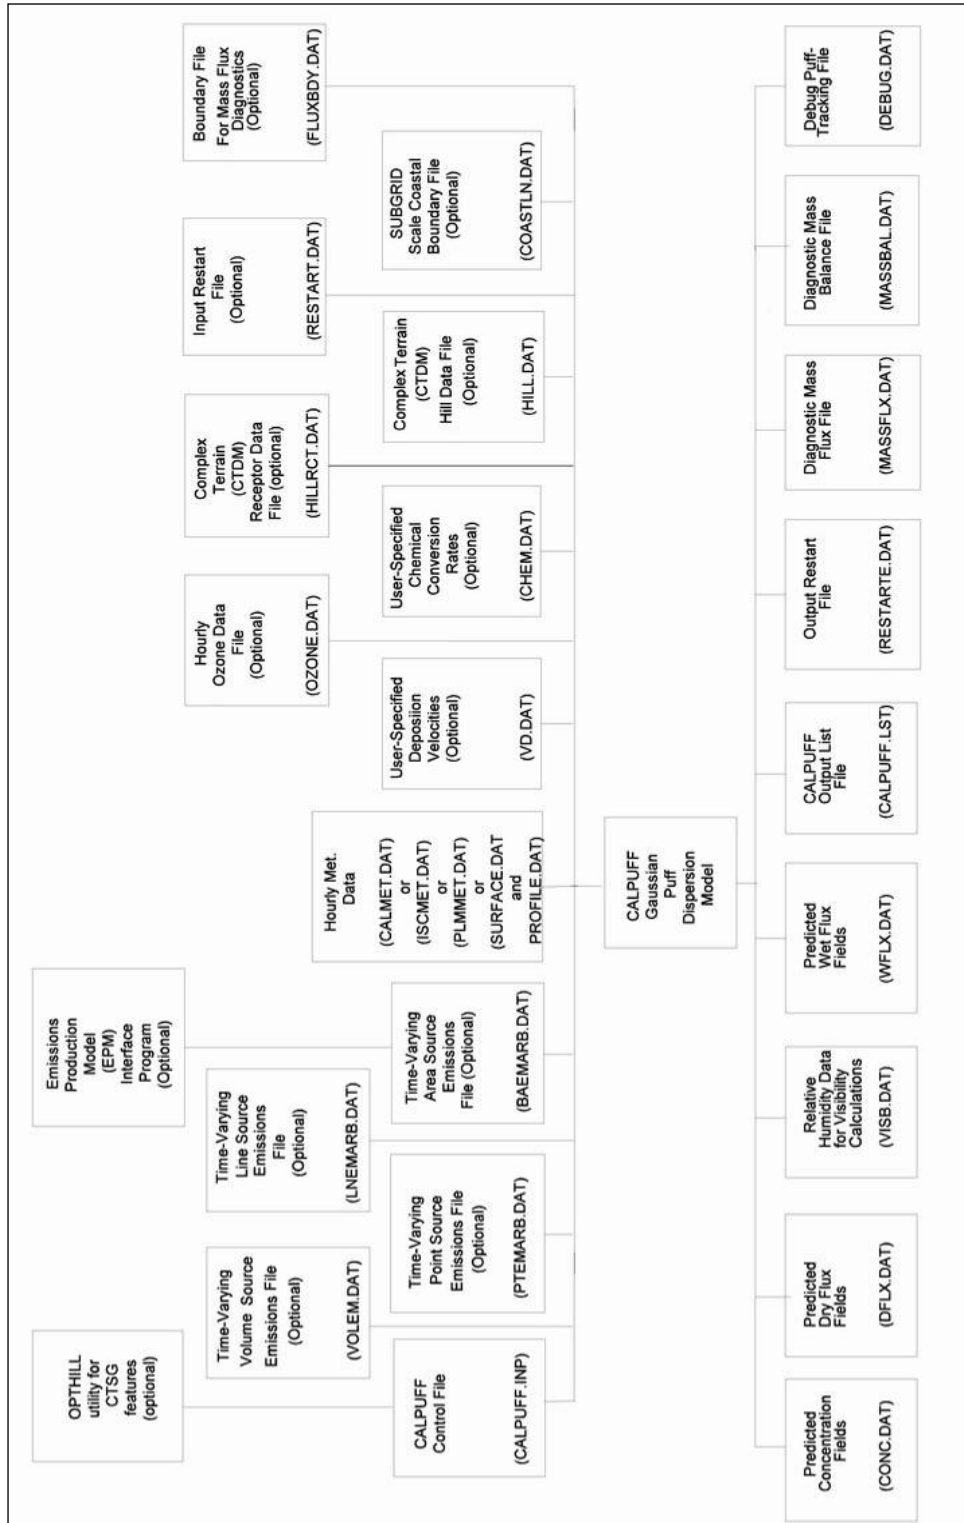 OPTHILL
utility for
CTSG
features
(optional)
Emissions
Production
Model
(EPM)
Interface
Program
(Optional)
Time-Varying
Volume Source
Emissions File
(Optional)
(VOLEM.DAT)
Time-Varying
Line Source
Emissions
File
(Optional)
(LNEMARB.DAT)
Hourly
Ozone Data
File
(Optional)
(OZONE.DAT)
Complex
Terrain
(CTDM)
Receptor Data
File (optional)
(HILLRCT.DAT)
Input Restart
File
(Optional)
(RESTART.DAT)
Boundary File
For Mass Flux
Diagnostics
(Optional)
(FLUXBDY.DAT)
CALPUFF
Control File
(CALPUFF.INP)
Time-Varying
Point Source
Emissions File
(Optional)
(PTEMARB.DAT)
Time-Varying
Area Source
Emissions
File (Optional)
(BAEMARB.DAT)
Hourly Met.
Data
(CALMET.DAT)
or
(ISCMET.DAT)
or
(PLMMET.DAT)
or
(SURFACE.DAT
and
PROFILE.DAT)
User-Specified
Deposiion
Velocities
(Optional)
(VD.DAT)
User-Specified
Chemical
Conversion
Rates
(Optional)
(CHEM.DAT)
Complex Terrain
(CTDM)
Hill Data File
(Optional)
(HILL.DAT)
SUBGRID
Scale Coastal
Boundary File
(Optional)
(COASTLN.DAT)
CALPUFF
Gaussian
Puff
Dispersion
Model
Predicted
Concentration
Fields
(CONC.DAT)
Predicted
Dry Flux
Fields
(DFLX.DAT)
Relative
Humidity Data
for Visibility
Calculations
(VISB.DAT)
Predicted
Wet Flux
Fields
(WFLX.DAT)
CALPUFF
Output List
File
(CALPUFF.LST)
Output Restart
File
(RESTARTE.DAT)
Diagnostic Mass
Flux File
(MASSFLX.DAT)
Diagnostic Mass
Balance File
(MASSBAL.DAT)
Debug Puff-
Tracking File
(DEBUG.DAT)